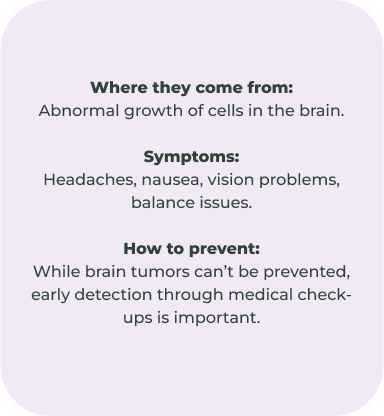 Where they come from:
Abnormal growth of cells in the brain.
Symptoms:
Headaches, nausea, vision problems,
balance issues.
How to prevent:
While brain tumors can’t be prevented,
early detection through medical check-
ups is important.